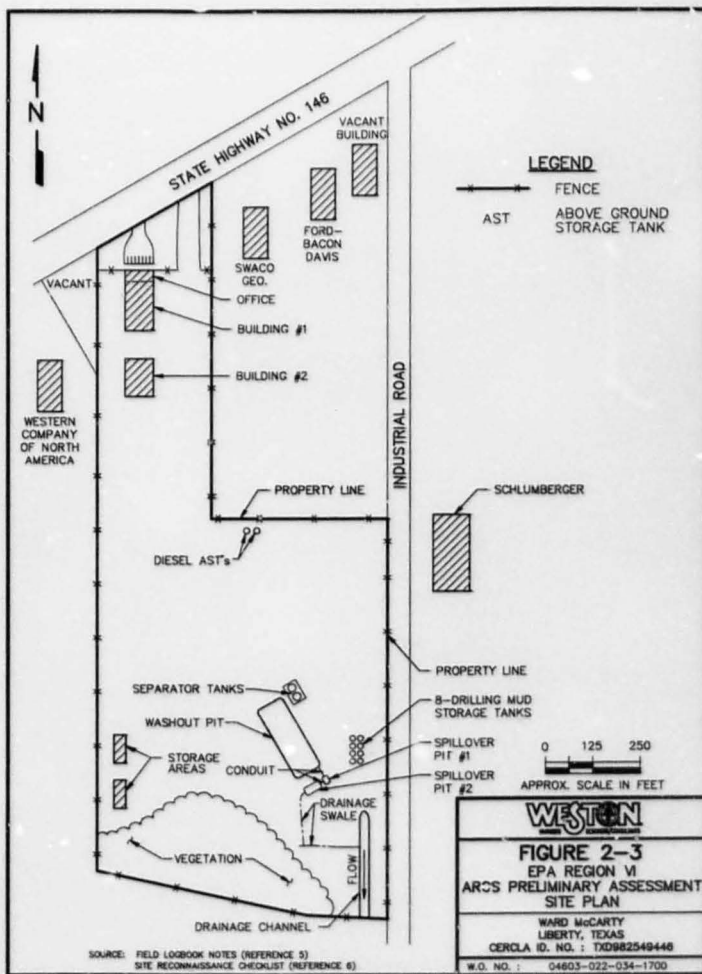 N
STATE HIGHWAY NO. 146
VACANT
BUILDING
FORD-
BACON
DAVIS
SWACO
GEO.
LEGEND
FENCE
AST
ABOVE GROUND
STORAGE TANK
VACANT
OFFICE
BUILDING #1
BUILDING #2
WESTERN
COMPANY
OF NORTH
AMERICA
INDUSTRIAL ROAD
PROPERTY LINE
SCHLUMBERGER
DIESEL AST's
PROPERTY LINE
SEPARATOR TANKS
8-DRILLING MUD
STORAGE TANKS
WASHOUT PIT
SPILLOVER
PIT #1
STORAGE
AREAS
CONDUIT
SPILLOVER
PIT #2
DRAINAGE
SWALE
VEGETATION
FLOW
DRAINAGE CHANNEL
0 125 250
APPROX. SCALE IN FEET
WESTON
FIGURE 2-3
EPA REGION VI
ARCS PRELIMINARY ASSESSMENT
SITE PLAN
WARD McCARTY
LIBERTY, TEXAS
CERCLA ID. NO. : TXD982549446
W.O. NO. : 04603-022-034-1700
SOURCE: FIELD LOGBOOK NOTES (REFERENCE 5)
SITE RECONNAISSANCE CHECKLIST (REFERENCE 6)